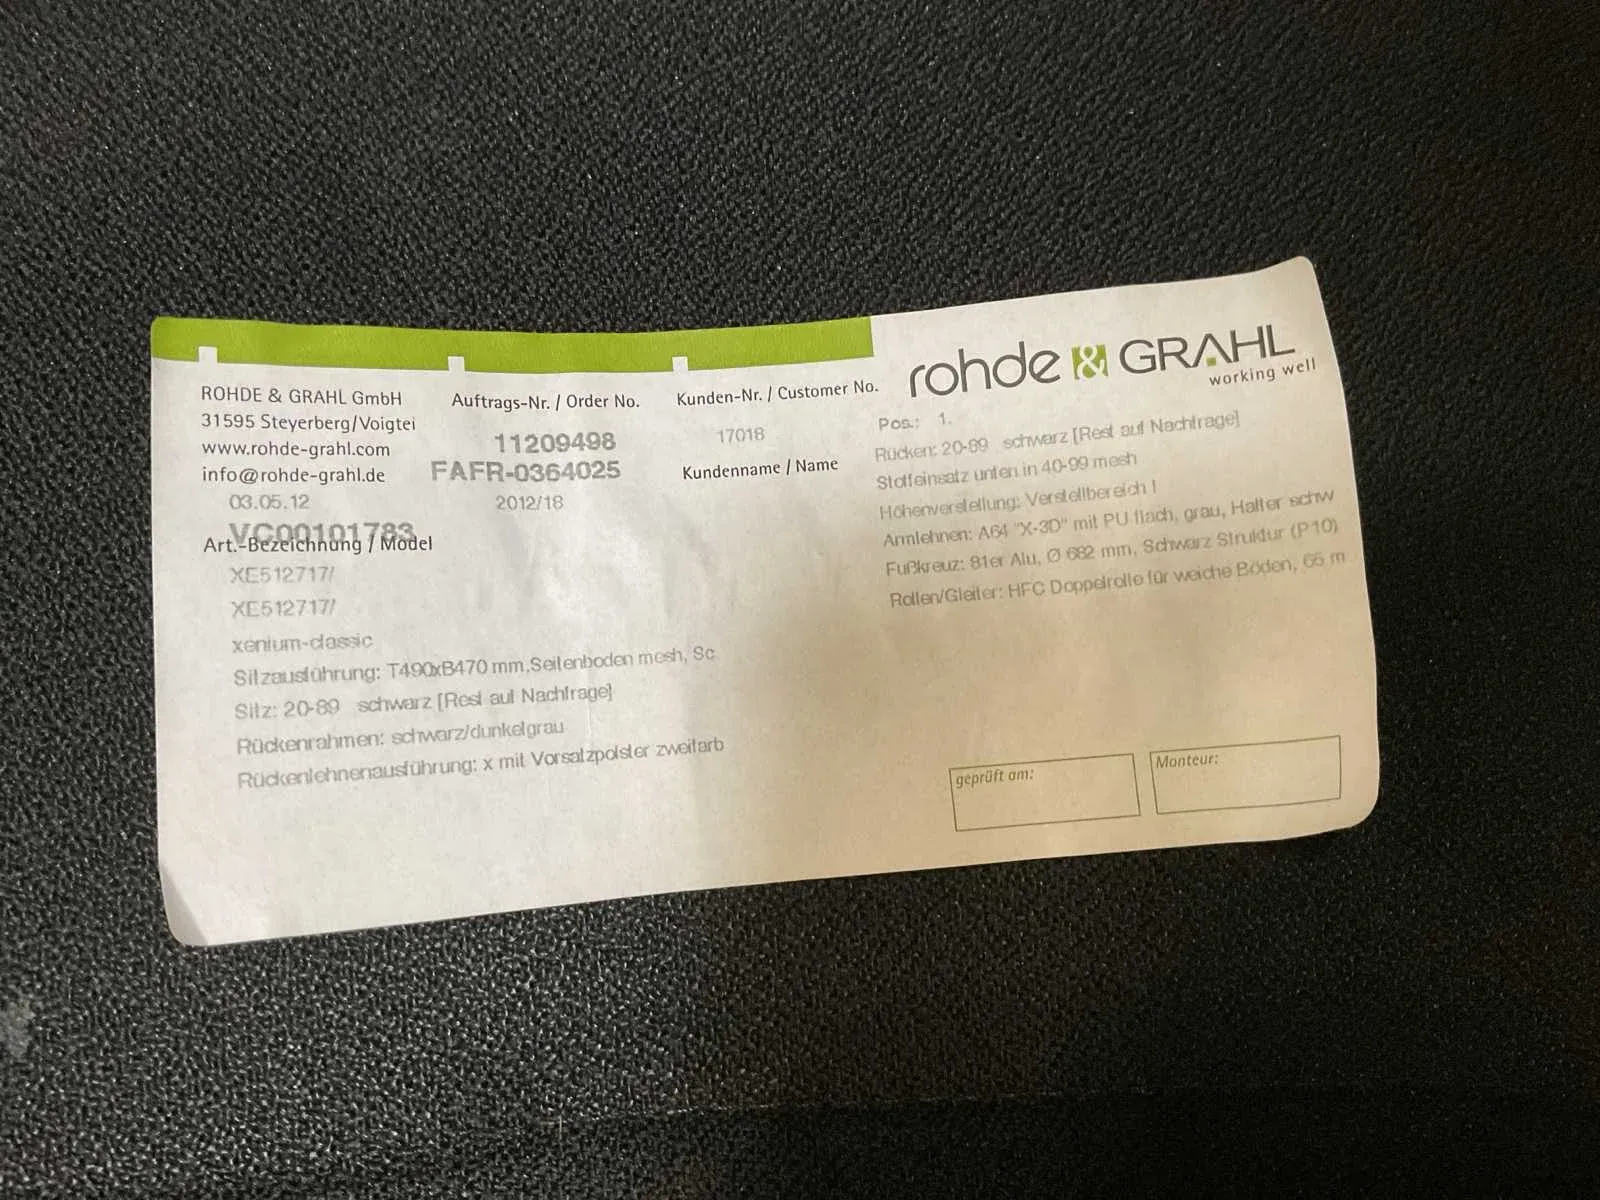 rohde & GRAHL
working well
ROHDE & GRAHL GmbH
31595 Steyerberg/Voigtei
www.rohde-grahl.com
info@rohde-grahl.de
03.05.12
VC00101783
Auftrags-Nr. / Order No.
11209498
FAFR-0364025
2012/18
Kunden-Nr. / Customer No.
17018
Kundenname / Name
Art.-Bezeichnung / Model
XE512717/
XE512717/
xenium-classic
Sitzausführung: T490xB470 mm,Seitenboden mesh, Sc
Sitz: 20-89 schwarz [Rest auf Nachfrage]
Rückenrahmen: schwarz/dunkelgrau
Rückenlehnenausführung: x mit Vorsatzpolster zweifarb
Pos.: 1.
Rücken: 20-89 schwarz [Rest auf Nachfrage]
Stoffeinsatz unten in 40-99 mesh
Höhenverstellung: Verstellbereich I
Armlehnen: A64 "X-3D" mit PU flach, grau, Halter schw
Fußkreuz: 81er Alu, Ø 682 mm, Schwarz Struktur (P10)
Rollen/Gleiter: HFC Doppelrolle für weiche Böden, 65 m
geprüft am:
Monteur: